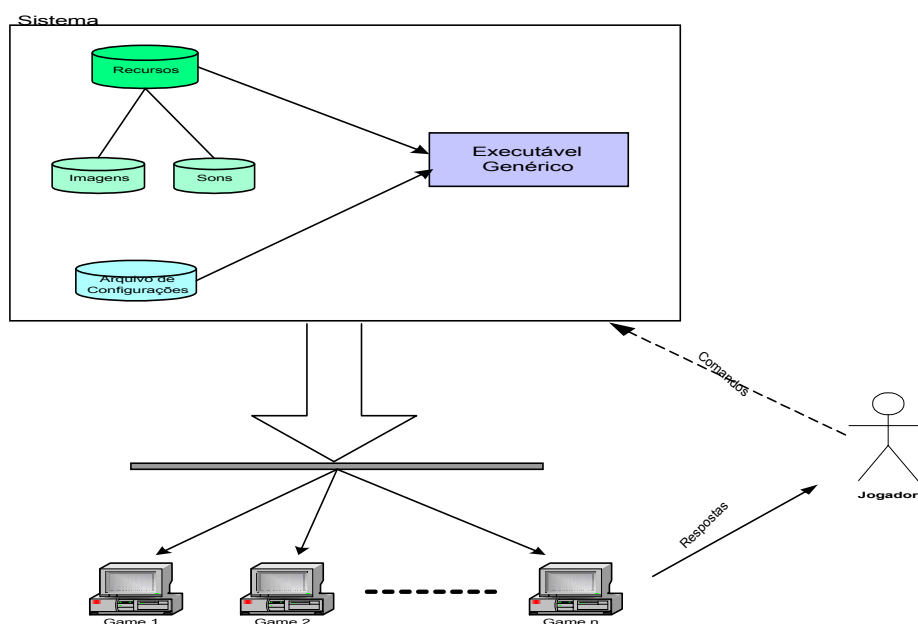 Sistema
Recursos
Imagens
Sons
Executável
Genérico
Arquivo de
Configurações
Comandos
Jogador
Respostas
Game 1
Game 2
Game n